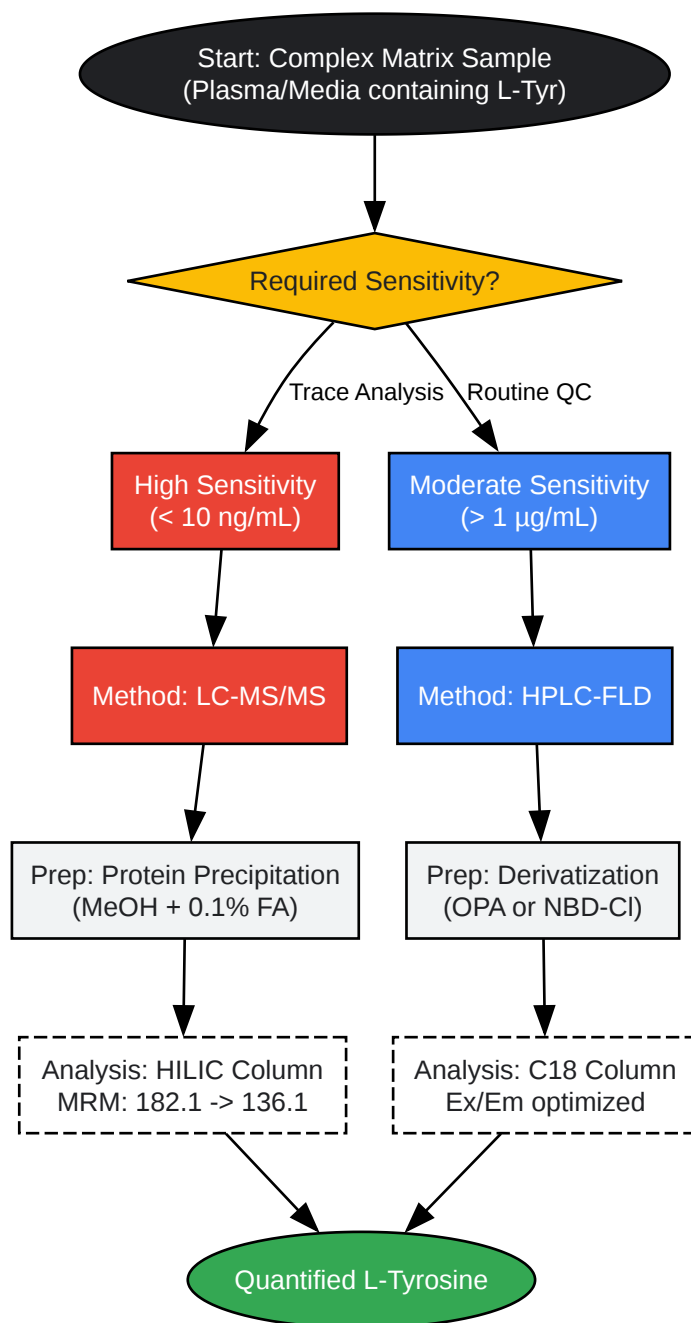 Start: Complex Matrix Sample
(Plasma/Media containing L-Tyr)
Required Sensitivity?
Trace Analysis
Routine QC
High Sensitivity
(< 10 ng/mL)
Moderate Sensitivity
(> 1 µg/mL)
Method: LC-MS/MS
Method: HPLC-FLD
Prep: Protein Precipitation
(MeOH + 0.1% FA)
Prep: Derivatization
(OPA or NBD-Cl)
Analysis: HILIC Column
MRM: 182.1 -> 136.1
Analysis: C18 Column
Ex/Em optimized
Quantified L-Tyrosine